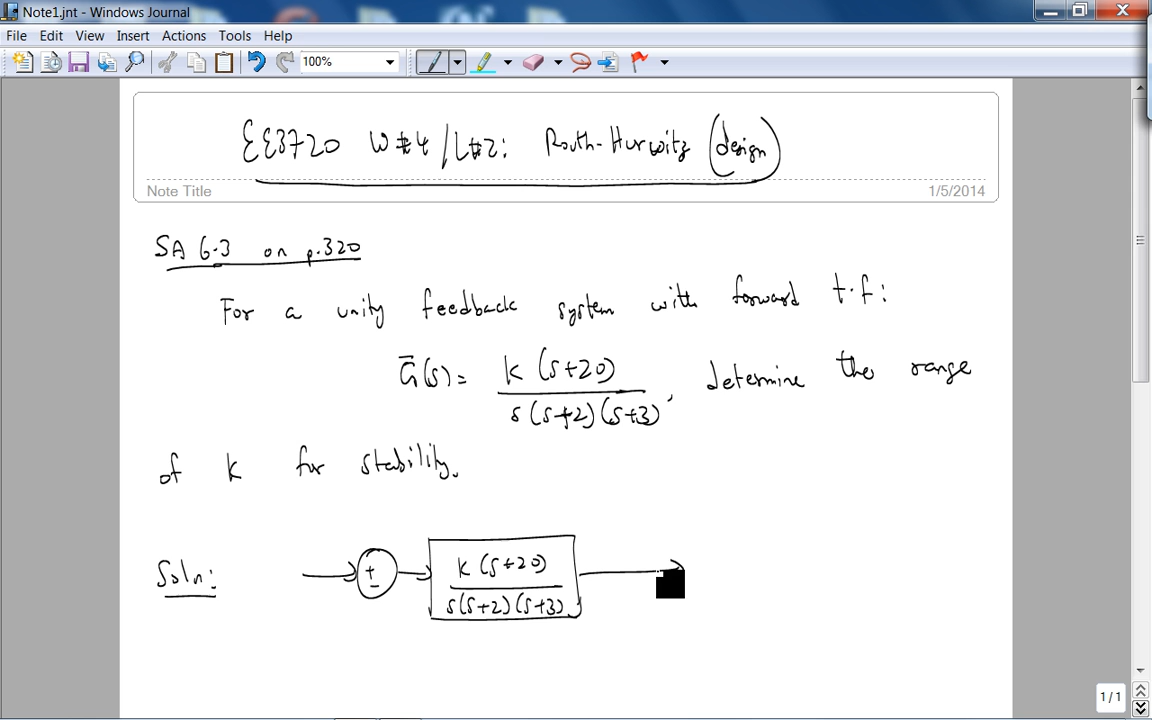 Note1.jnt - Windows Journal
File Edit View Insert Actions Tools Help
100%
EE3720 W#4/L#2: Routh-Hurwitz (design)
Note Title 1/5/2014
SA 6.3 on p.320
For a unity feedback system with forward t.f:
G(s) = K(s+20) / s(s+2)(s+3), determine the range
of K for stability.
Soln:
+ -
K(s+20)
s(s+2)(s+3)
1/1